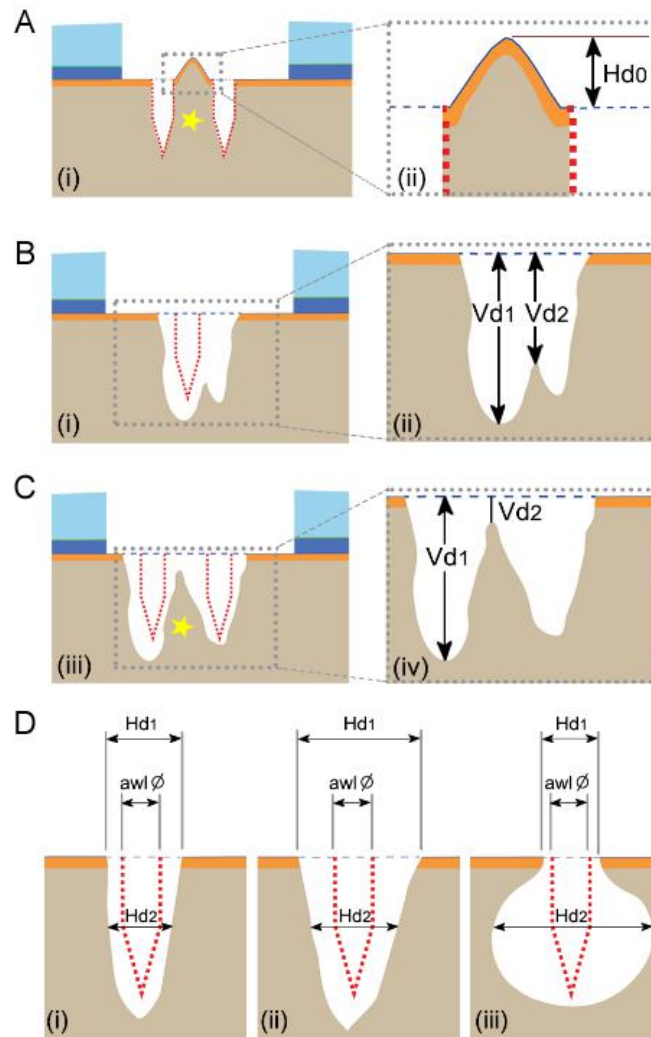 A
(i)
Hd0
(ii)
B
(i)
Vd1
Vd2
(ii)
C
(iii)
Vd2
Vd1
(iv)
D
Hd1
awl Ø
Hd2
(i)
Hd1
awl Ø
Hd2
(ii)
Hd1
awl Ø
Hd2
(iii)